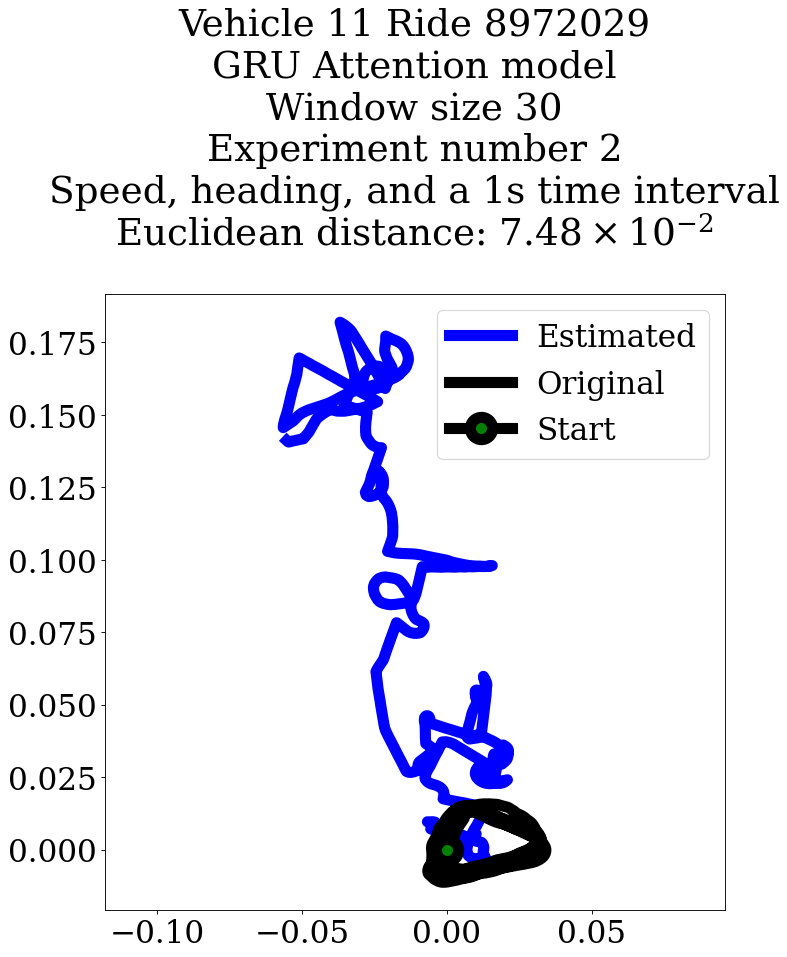 Vehicle 11 Ride 8972029
GRU Attention model
Window size 30
Experiment number 2
Speed, heading, and a 1s time interval
Euclidean distance: 7.48 × 10⁻²
Estimated
Original
Start
0.175
0.150
0.125
0.100
0.075
0.050
0.025
0.000
−0.10 −0.05 0.00 0.05